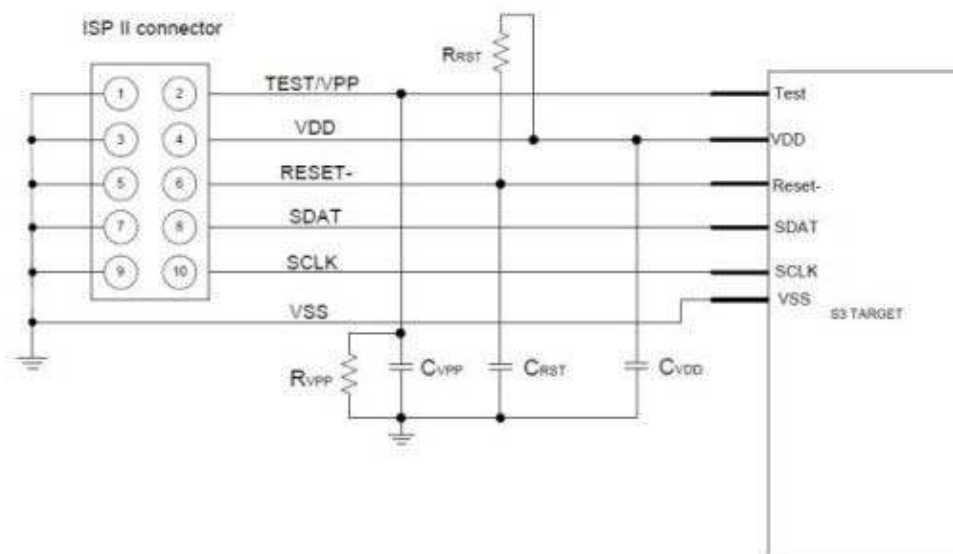 ISP II connector
RRST
1 2 TEST/VPP Test
3 4 VDD VDD
5 6 RESET- Reset-
7 8 SDAT SDAT
9 10 SCLK SCLK
VSS VSS
S3 TARGET
RVPP CVPP CRST CVDD